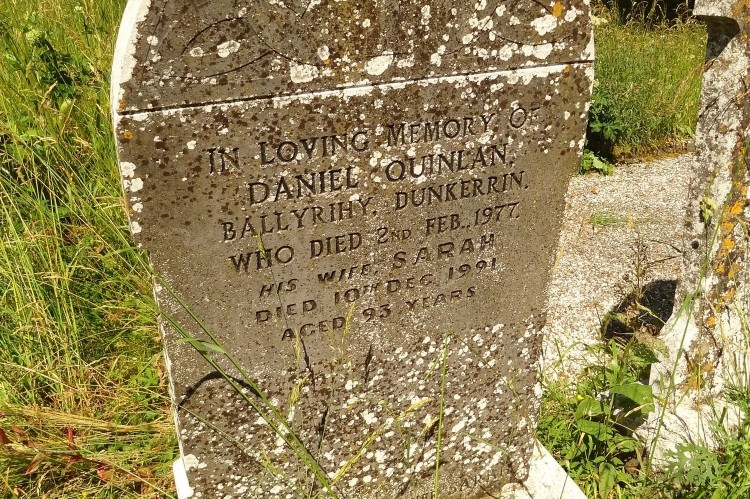 IN LOVING MEMORY OF
DANIEL QUINLAN,
BALLYRIHY, DUNKERRIN.
WHO DIED 2ND FEB., 1977.
HIS WIFE, SARAH
DIED 10TH DEC. 1991
AGED 93 YEARS